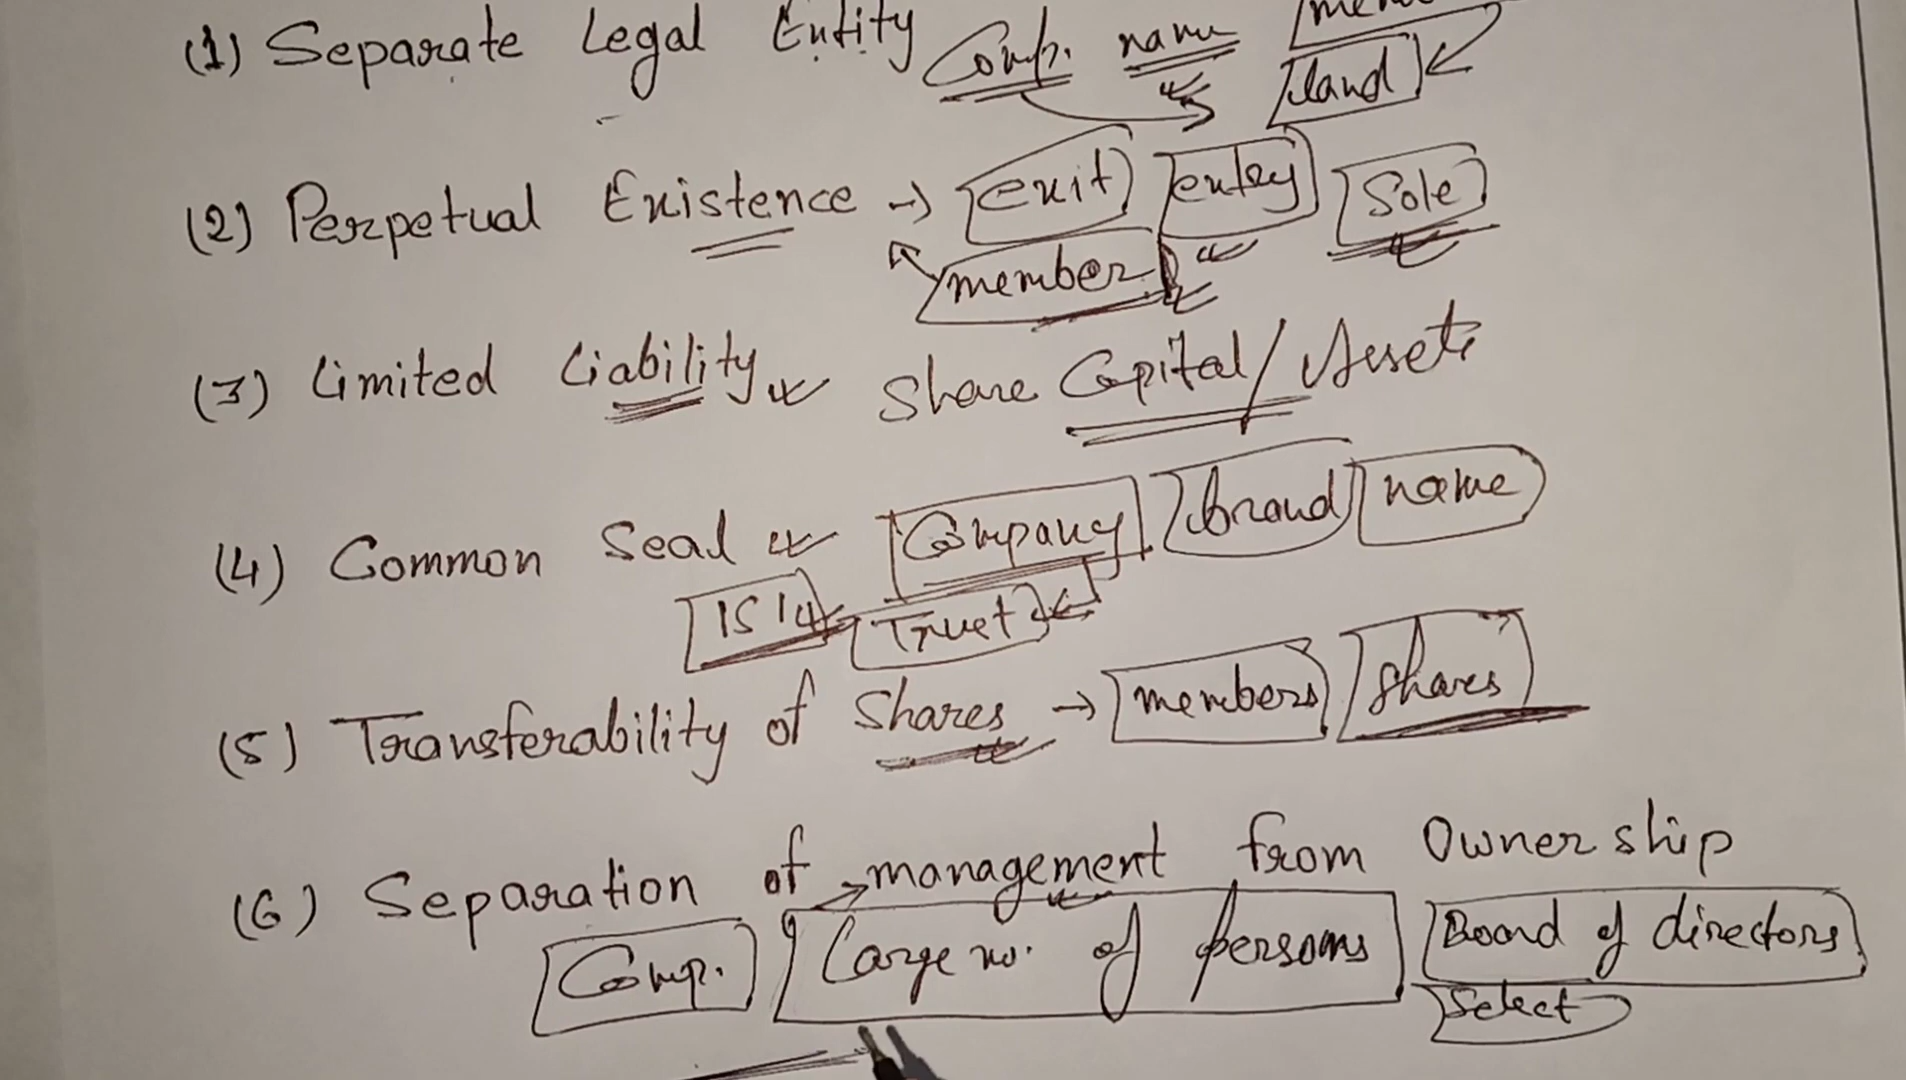 (1) Separate Legal Entity Comp. name
land
(2) Perpetual Existence → exit entry Sole
member
(3) Limited Liability Share Capital / Assets
(4) Common Seal Company brand name
Trust
(5) Transferability of Shares → members shares
(6) Separation of management from Ownership
Comp. Large no. of persons Board of directors
Select